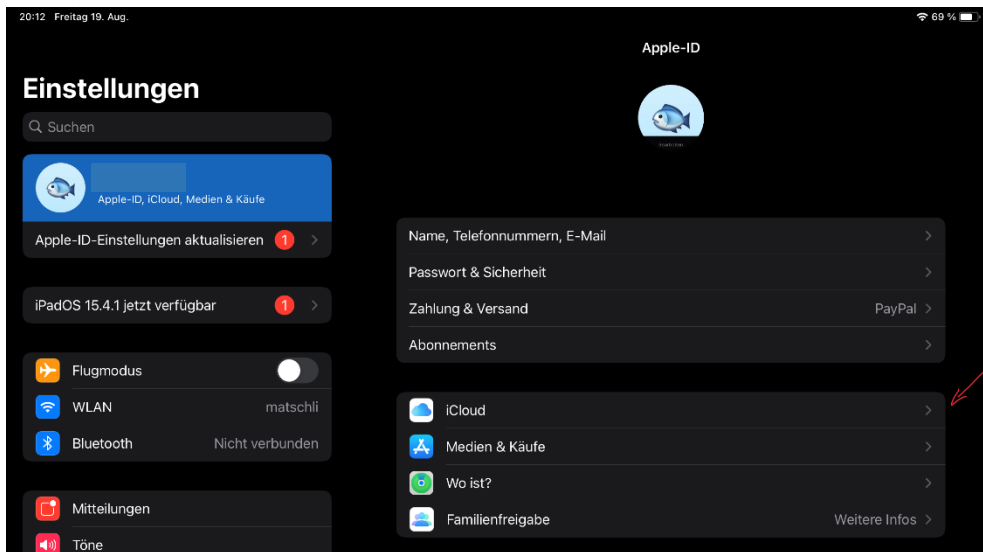 20:12 Freitag 19. Aug.
69 %
Einstellungen
Suchen
Apple-ID, iCloud, Medien & Käufe
Apple-ID-Einstellungen aktualisieren 1
iPadOS 15.4.1 jetzt verfügbar 1
Flugmodus
WLAN matschli
Bluetooth Nicht verbunden
Mitteilungen
Töne
Apple-ID
Name, Telefonnummern, E-Mail
Passwort & Sicherheit
Zahlung & Versand PayPal
Abonnements
iCloud
Medien & Käufe
Wo ist?
Familienfreigabe Weitere Infos